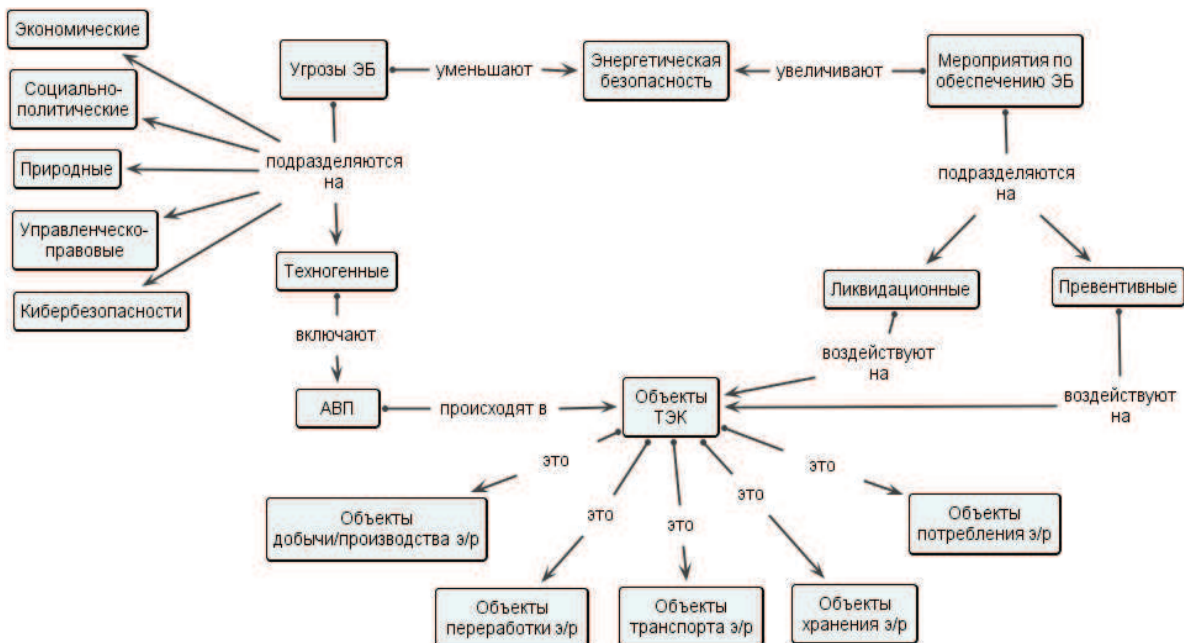 Экономические
Социально-
политические
Природные
Управленческо-
правовые
Кибербезопасности
Угрозы ЭБ
уменьшают
Энергетическая
безопасность
увеличивают
Мероприятия по
обеспечению ЭБ
подразделяются
на
подразделяются
на
Техногенные
Ликвидационные
Превентивные
включают
воздействуют
на
воздействуют
на
АВП
происходят в
Объекты
ТЭК
это
это
это
это
это
Объекты
добычи/производства э/р
Объекты
переработки э/р
Объекты
транспорта э/р
Объекты
хранения э/р
Объекты
потребления э/р